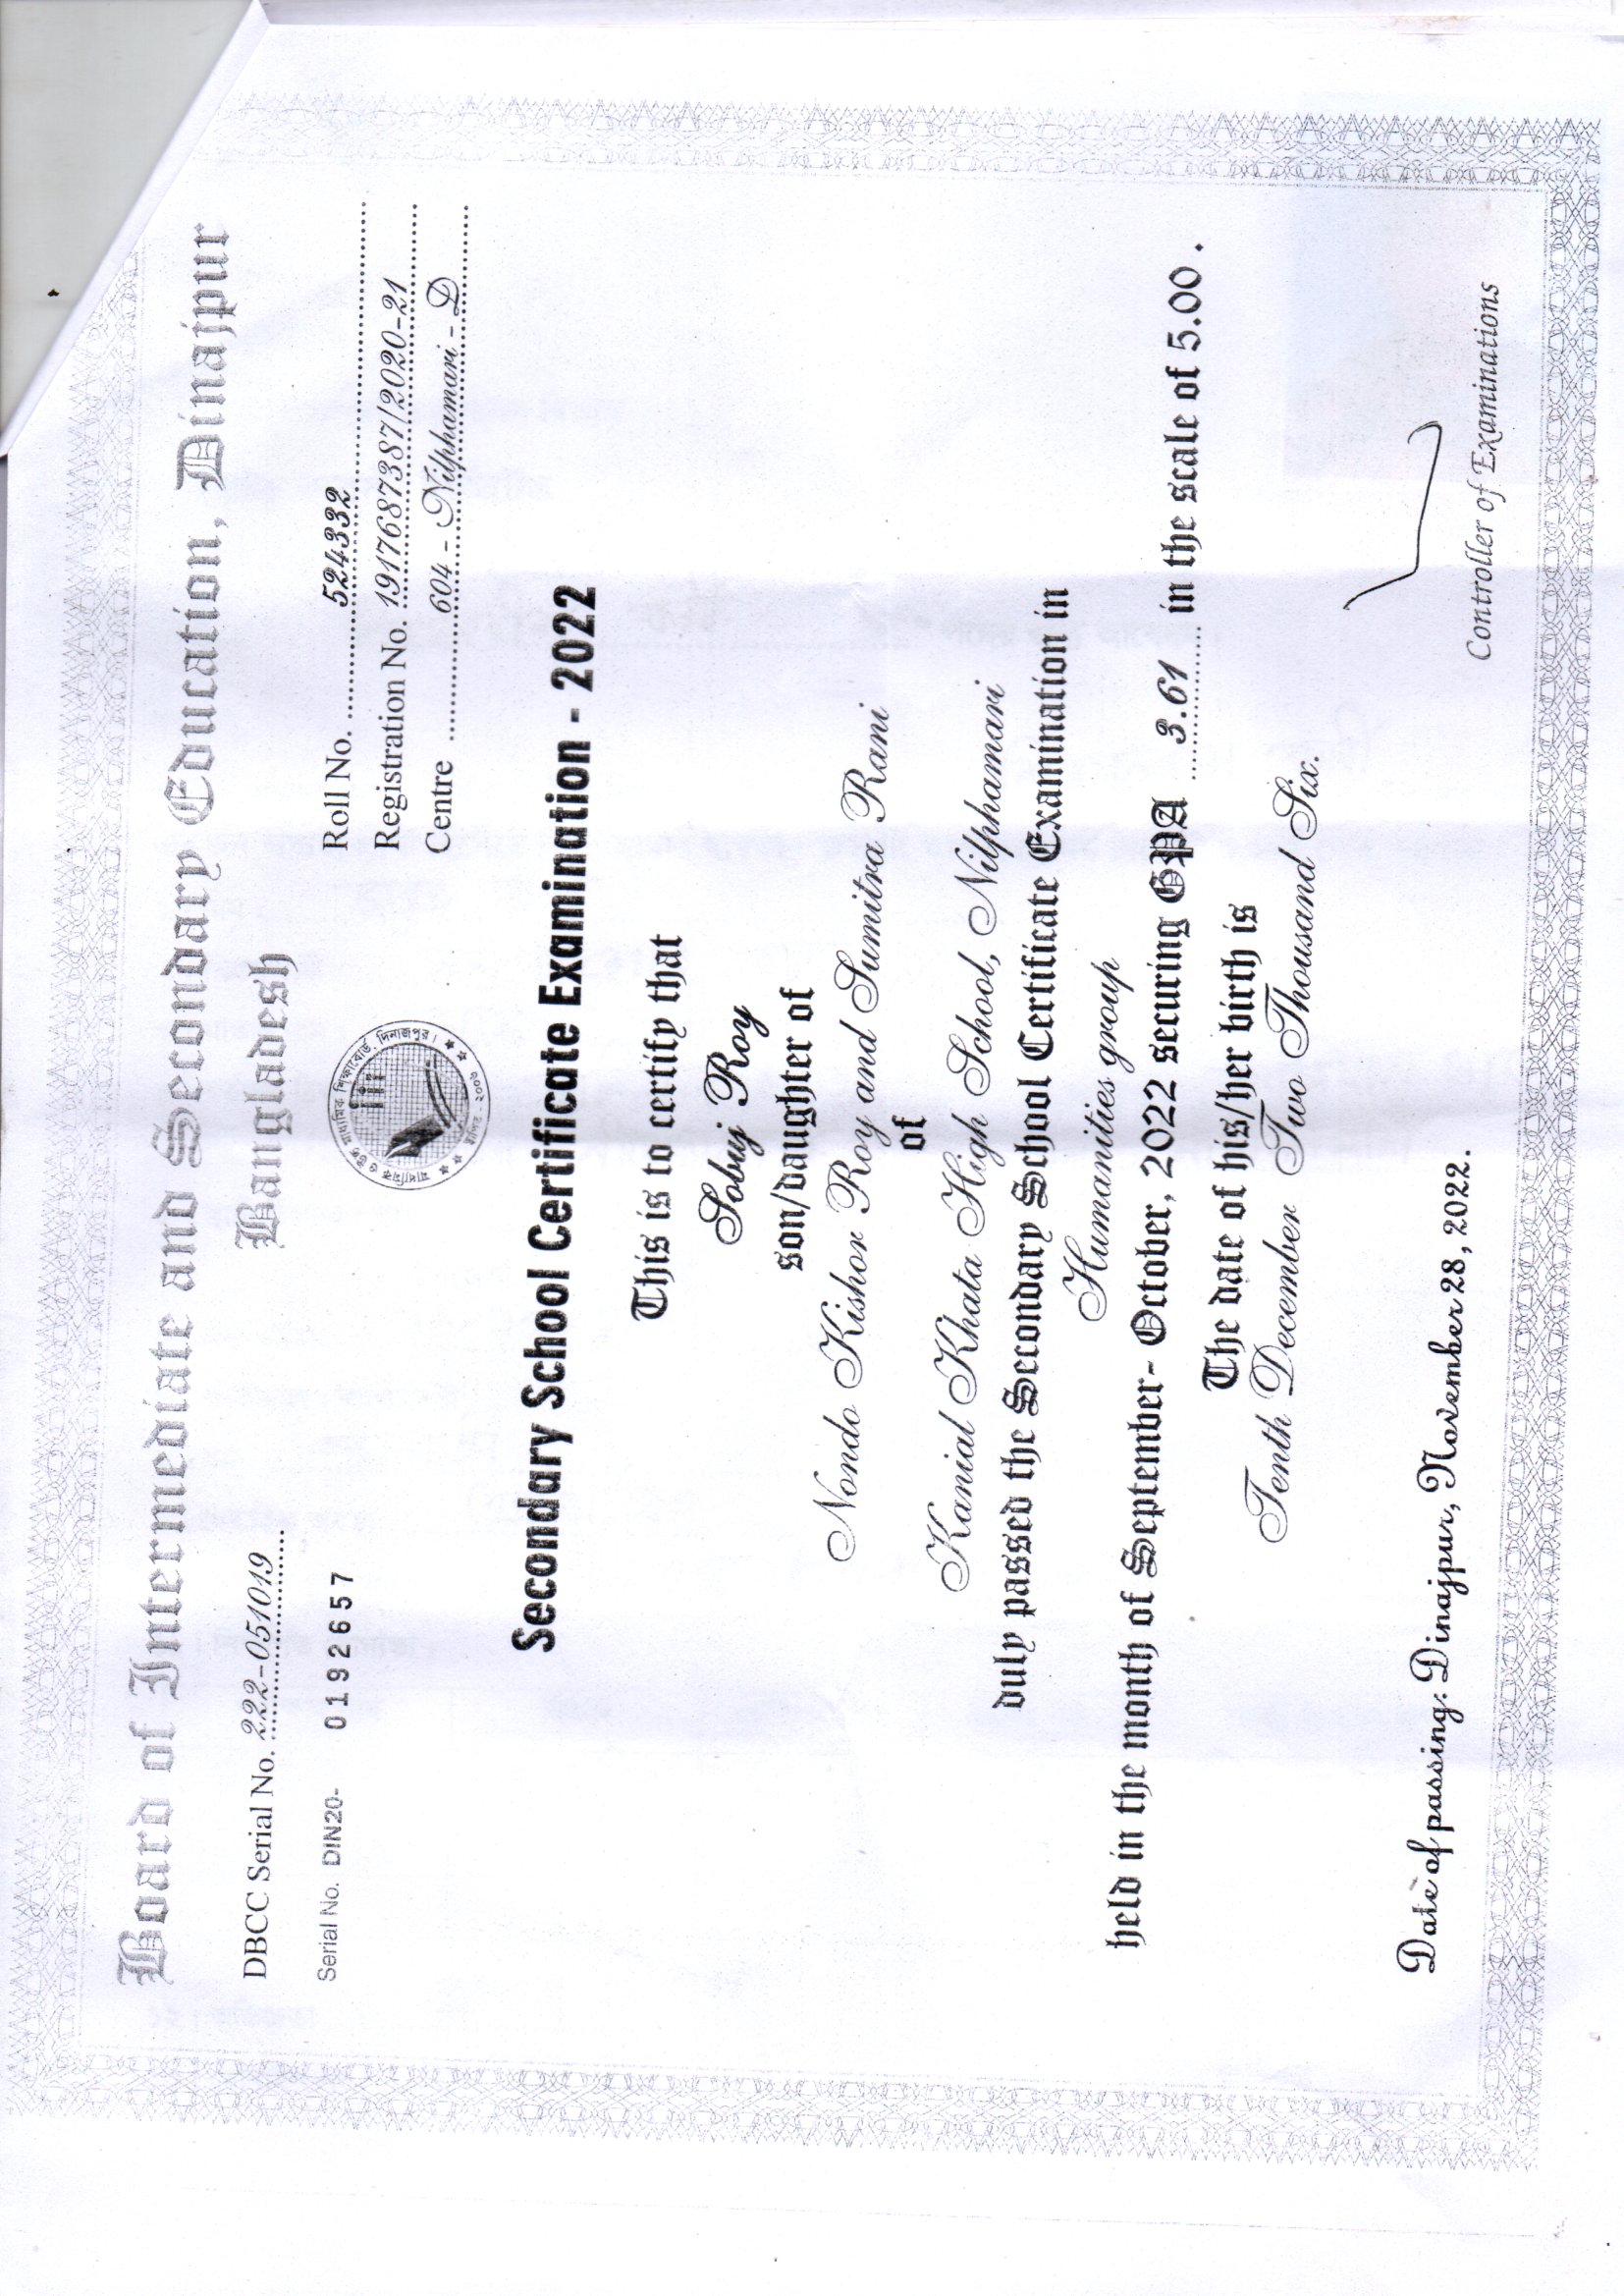 Board of Intermediate and Secondary Education, Dinajpur
Bangladesh
DBCC Serial No. 222-051019
Serial No. DIN20- 0192657
Roll No. 524332
Registration No. 1917687387/2020-21
Centre 604 - Nilphamari - D
মাধ্যমিক ও উচ্চ মাধ্যমিক শিক্ষাবোর্ড, দিনাজপুর।
স্থাপিত - ২০০৬
Secondary School Certificate Examination - 2022
This is to certify that
Sobuj Roy
son/daughter of
Nondo Kishor Roy and Sumitra Rani
of
Kanial Khata High School, Nilphamari
duly passed the Secondary School Certificate Examination in
Humanities group
held in the month of September- October, 2022 securing GPA 3.61 in the scale of 5.00 .
The date of his/her birth is
Tenth December Two Thousand Six.
Date of passing: Dinajpur, November 28, 2022.
Controller of Examinations